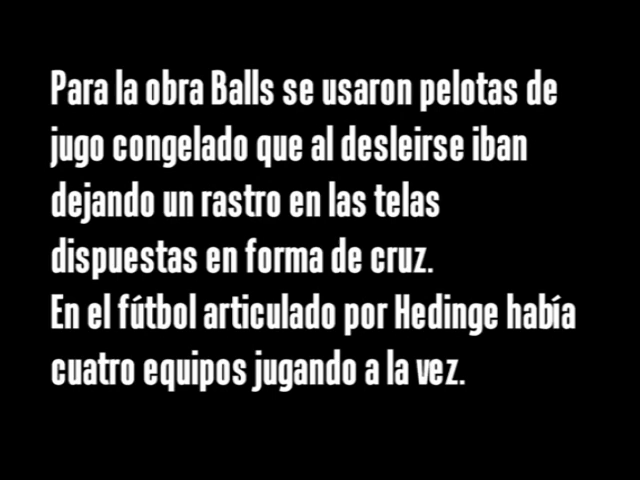 Para la obra Balls se usaron pelotas de
jugo congelado que al desleirse iban
dejando un rastro en las telas
dispuestas en forma de cruz.
En el fútbol articulado por Hedinge había
cuatro equipos jugando a la vez.